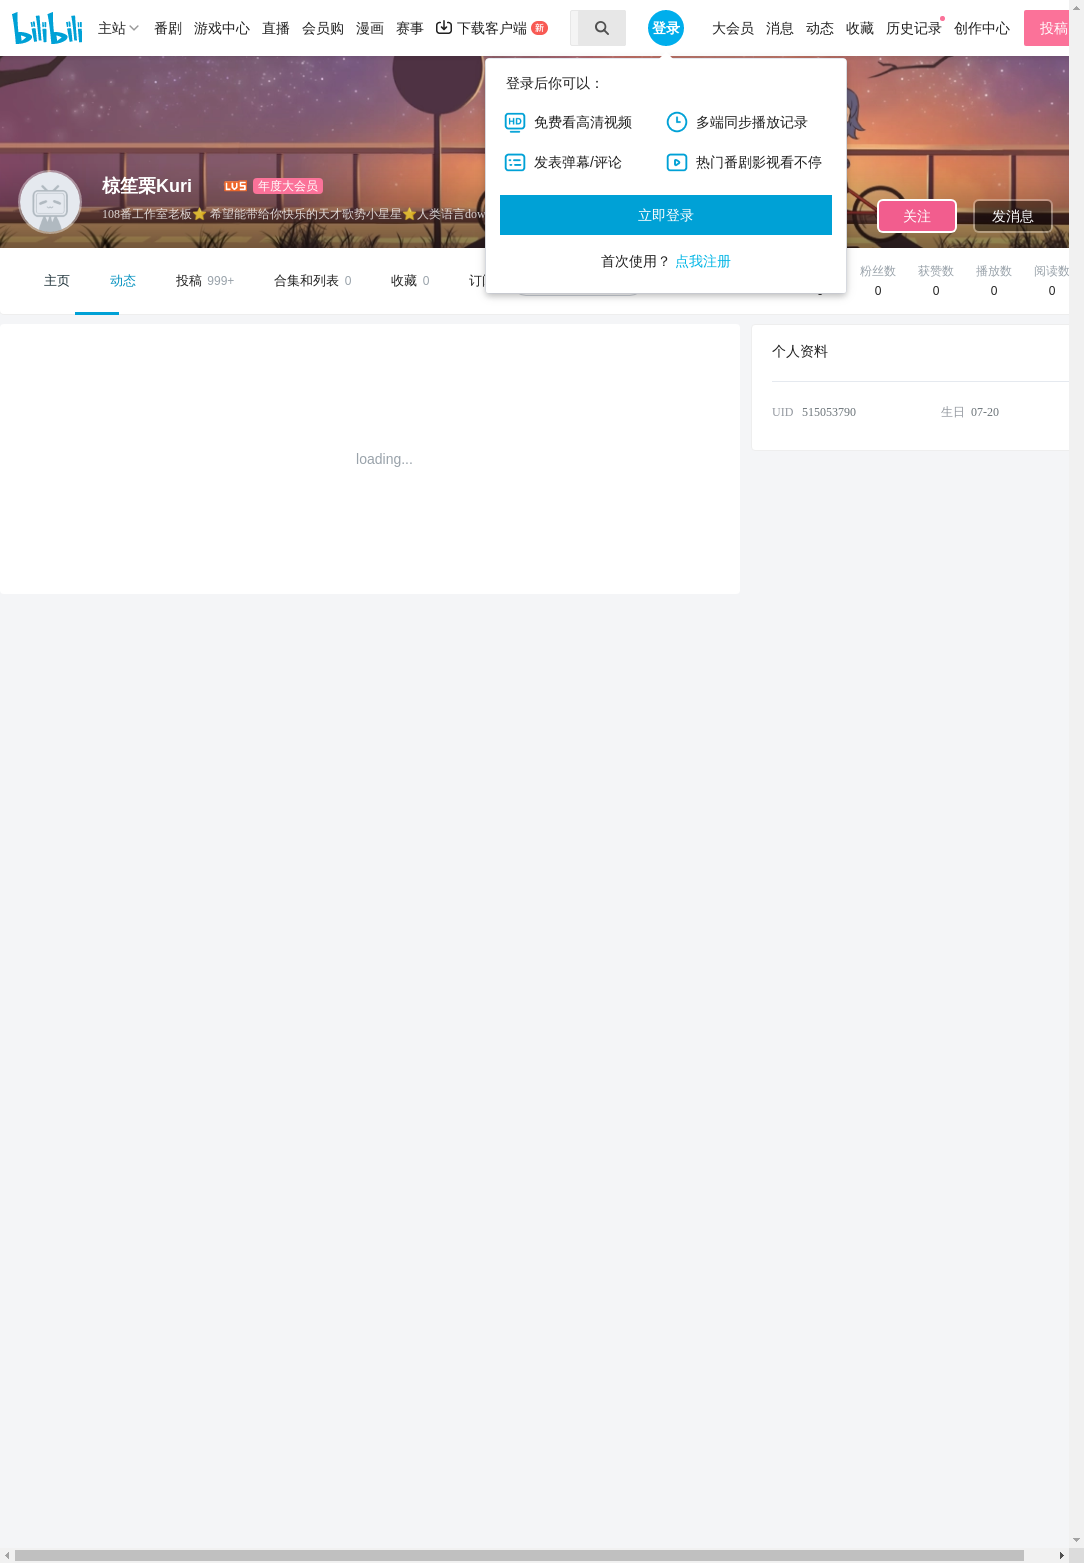 bilibili 主站 番剧 游戏中心 直播 会员购 漫画 赛事 下载客户端 新 登录 大会员 消息 动态 收藏 历史记录 创作中心 投稿
登录后你可以：
HD 免费看高清视频 多端同步播放记录
发表弹幕/评论 热门番剧影视看不停
立即登录
首次使用？ 点我注册
椋笙栗Kuri LV5 年度大会员
108番工作室老板⭐ 希望能带给你快乐的天才歌势小星星⭐人类语言dow
关注 发消息
主页 动态 投稿 999+ 合集和列表 0 收藏 0
粉丝数 获赞数 播放数 阅读数
0 0 0 0
loading...
个人资料
UID 515053790 生日 07-20